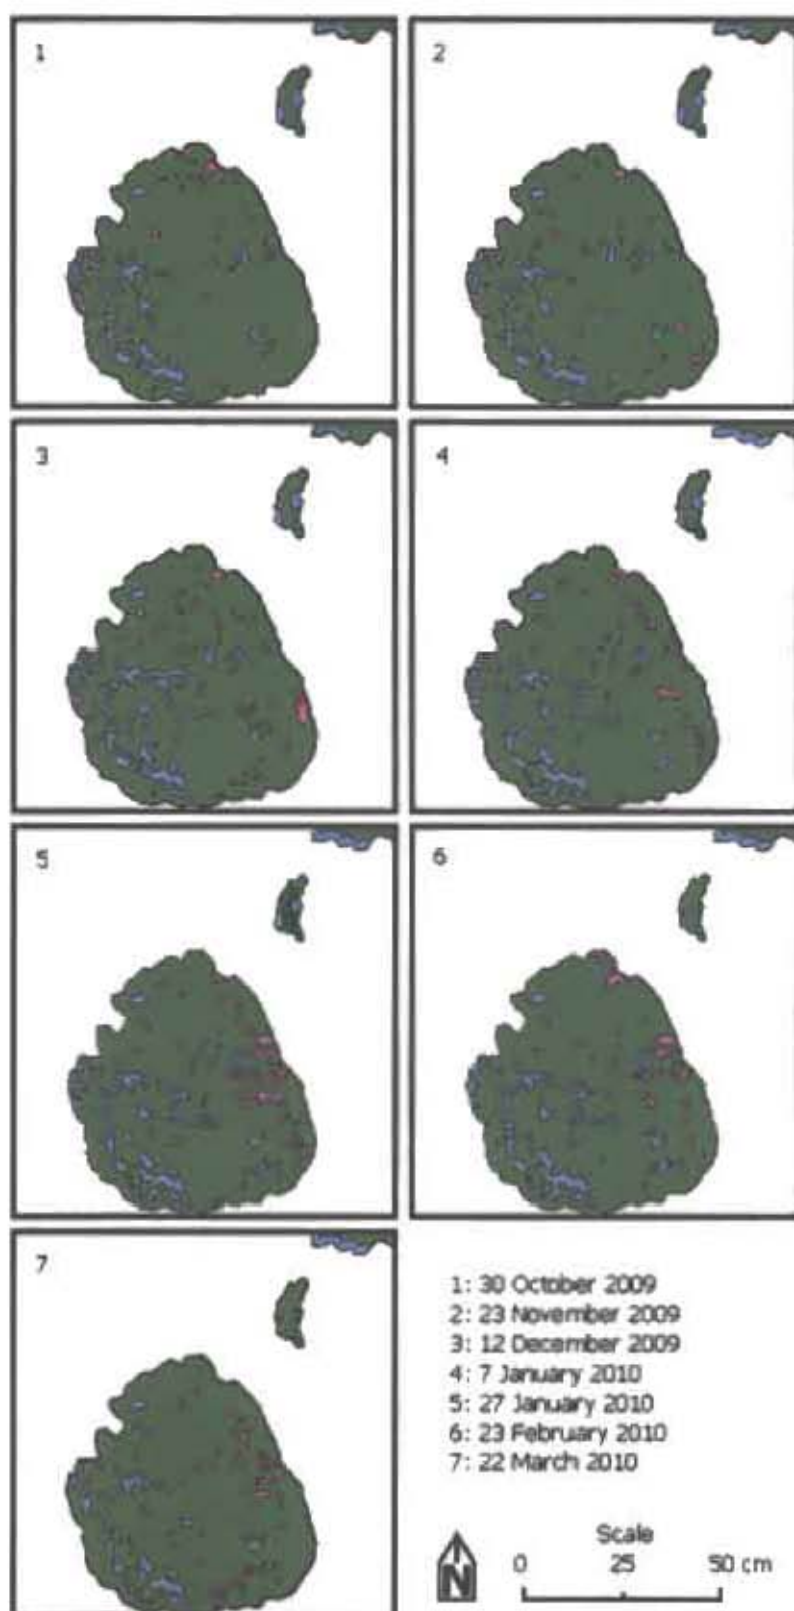 1
2
3
4
5
6
7
1: 30 October 2009
2: 23 November 2009
3: 12 December 2009
4: 7 January 2010
5: 27 January 2010
6: 23 February 2010
7: 22 March 2010
N
Scale
0 25 50 cm